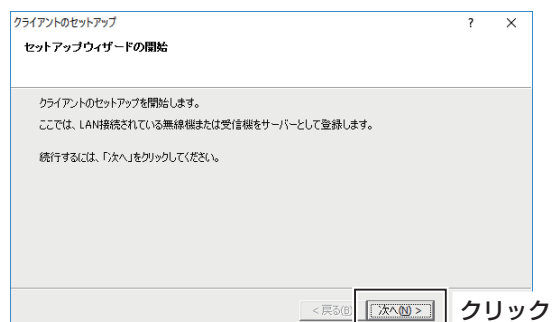 クライアントのセットアップ ? ×
セットアップウィザードの開始
クライアントのセットアップを開始します。
ここでは、LAN接続されている無線機または受信機をサーバーとして登録します。
続行するには、「次へ」をクリックしてください。
< 戻る(B) 次へ(N) > クリック